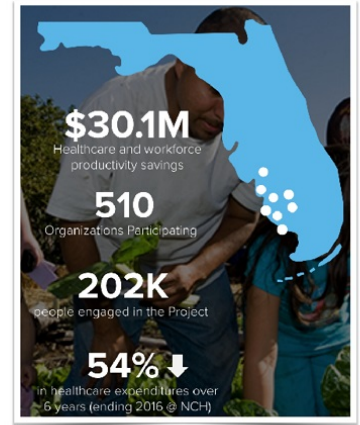 $30.1M
Healthcare and workforce
productivity savings
510
Organizations Participating
202K
people engaged in the Project
54%
in healthcare expenditures over
6 years (ending 2016 @ NCH)